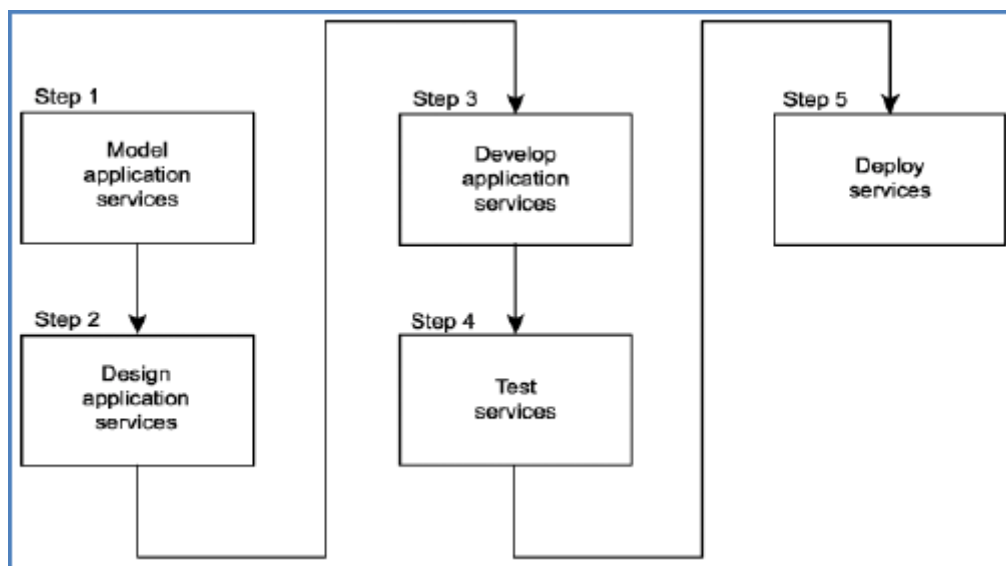 Step 1
Model
application
services
Step 2
Design
application
services
Step 3
Develop
application
services
Step 4
Test
services
Step 5
Deploy
services